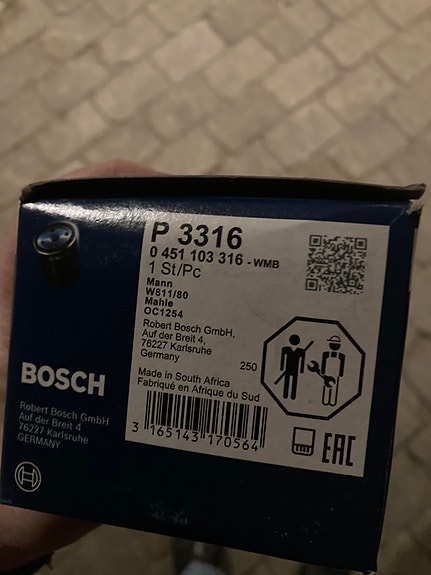 P 3316
0 451 103 316 - WMB
1 St/Pc
Mann
W811/80
Mahle
OC1254
Robert Bosch GmbH,
Auf der Breit 4,
76227 Karlsruhe
Germany
250
Made in South Africa
Fabriqué en Afrique du Sud
3 165143 170564
EAC
BOSCH
Robert Bosch GmbH
Auf der Breit 4
76227 Karlsruhe
GERMANY